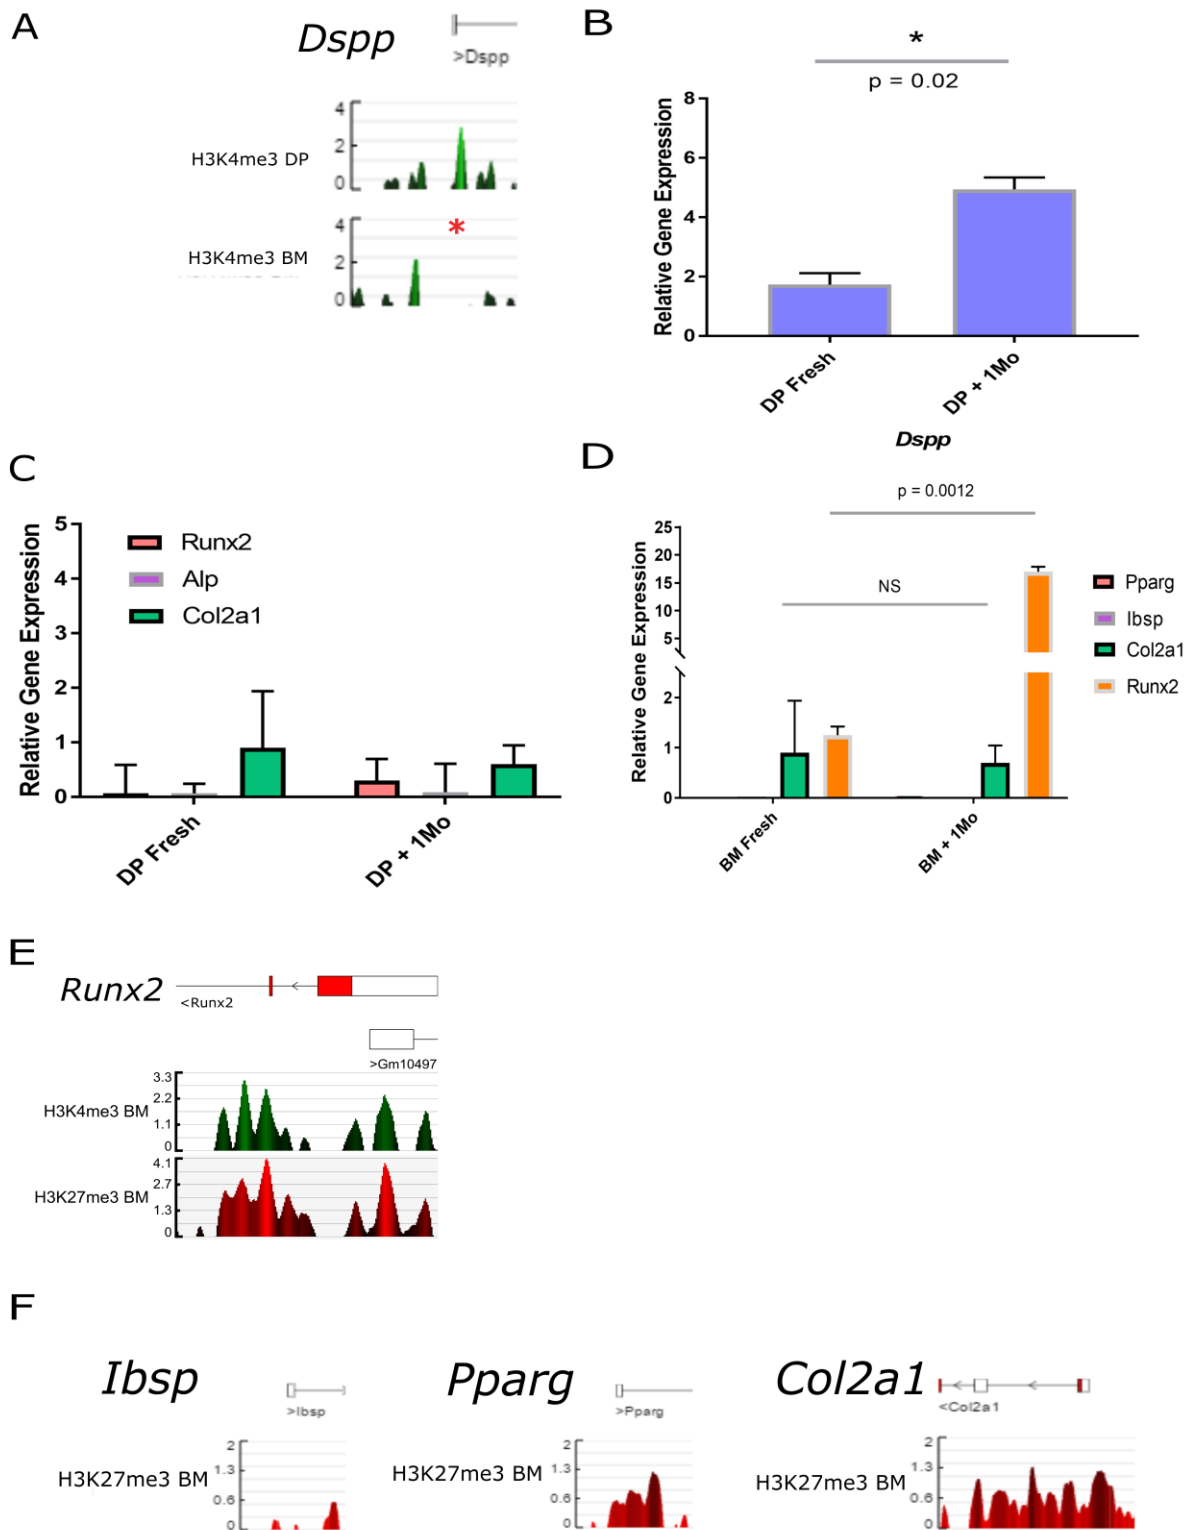 A
Dspp
>Dspp
4
2
0
H3K4me3 DP
4
2
0
*
H3K4me3 BM
B
*
p = 0.02
Relative Gene Expression
8
6
4
2
0
DP Fresh
DP + 1Mo
Dspp
C
Relative Gene Expression
5
4
3
2
1
0
Runx2
Alp
Col2a1
DP Fresh
DP + 1Mo
D
p = 0.0012
NS
Relative Gene Expression
25
20
15
10
5
2
1
0
Pparg
Ibsp
Col2a1
Runx2
BM Fresh
BM + 1Mo
E
Runx2
<Runx2
>Gm10497
H3K4me3 BM
3.3
2.2
1.1
0
H3K27me3 BM
4.1
2.7
1.3
0
F
Ibsp
>Ibsp
H3K27me3 BM
2
1.3
0.6
0
Pparg
>Pparg
H3K27me3 BM
2
1.3
0.6
0
Col2a1
<Col2a1
H3K27me3 BM
2
1.3
0.6
0